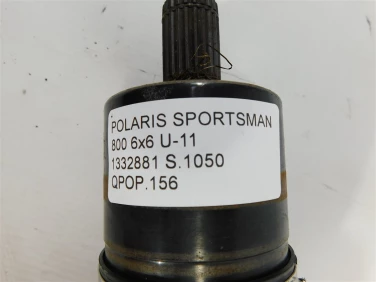 POLARIS SPORTSMAN
800 6x6 U-11
1332881 S.1050
QPOP.156